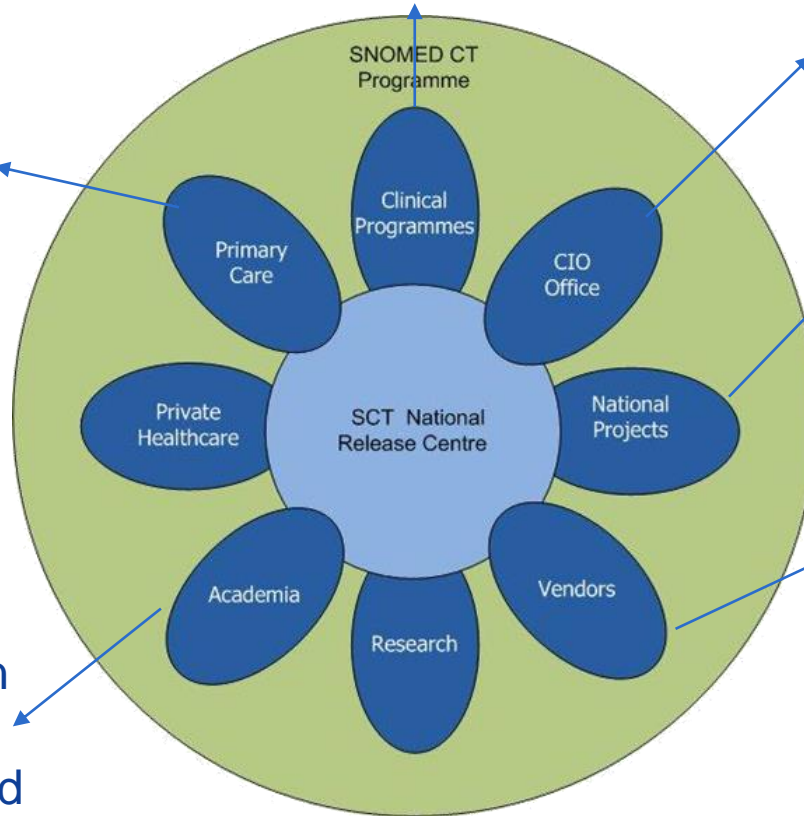 SNOMED CT
Programme
Clinical
Programmes
Primary
Care
CIO
Office
Private
Healthcare
SCT National
Release Centre
National
Projects
Academia
Vendors
Research